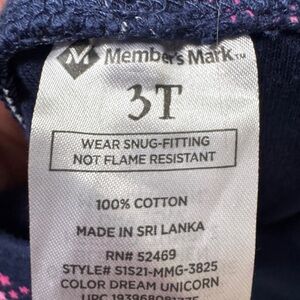 M Member's Mark™
3T
WEAR SNUG-FITTING
NOT FLAME RESISTANT
100% COTTON
MADE IN SRI LANKA
RN# 52469
STYLE# S1S21-MMG-3825
COLOR DREAM UNICORN